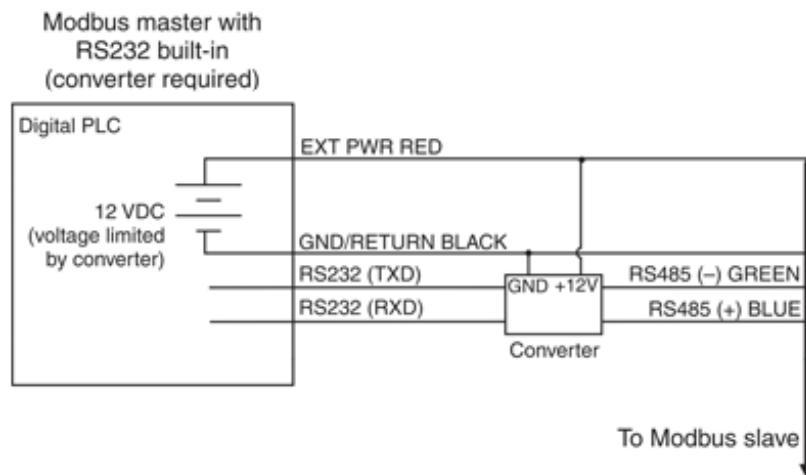 Modbus master with
RS232 built-in
(converter required)
Digital PLC
EXT PWR RED
12 VDC
(voltage limited
by converter)
GND/RETURN BLACK
RS232 (TXD)
GND +12V
RS485 (–) GREEN
RS232 (RXD)
RS485 (+) BLUE
Converter
To Modbus slave